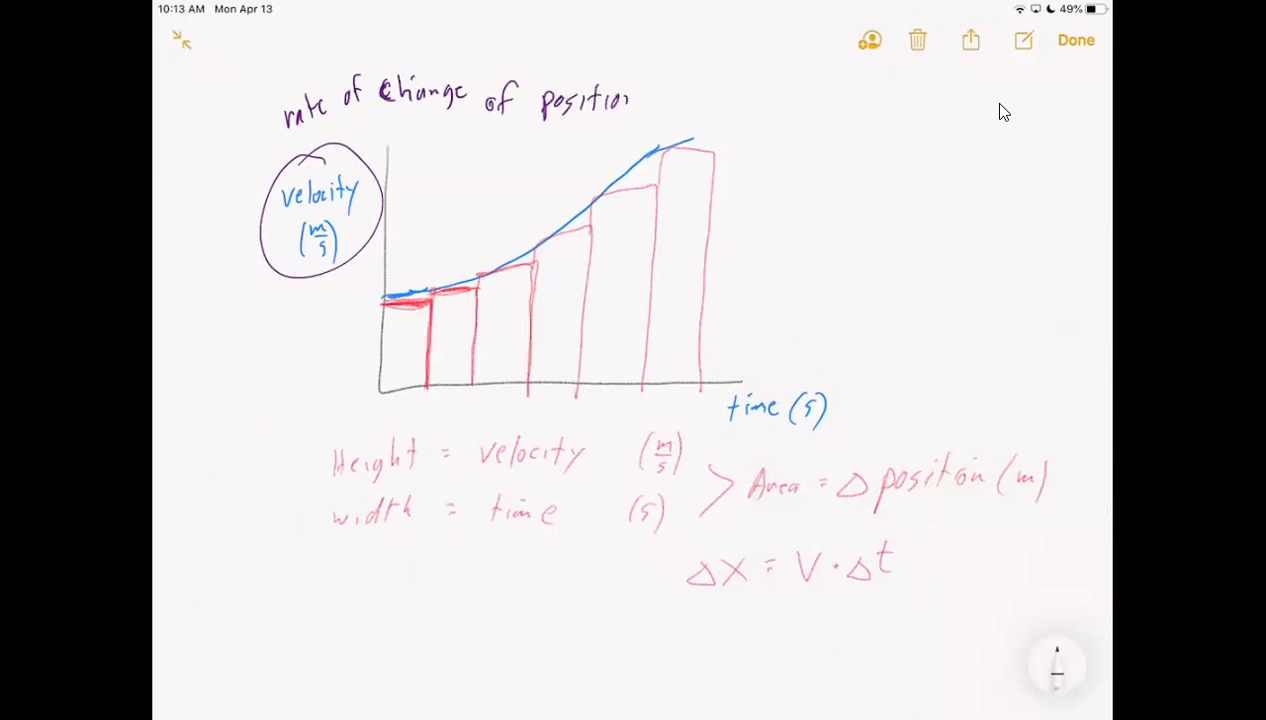 10:13 AM Mon Apr 13
49%
Done
rate of change of position
velocity
(m/s)
time (s)
Height = velocity (m/s)
width = time (s)
> Area = Δ position (m)
Δx = V · Δt